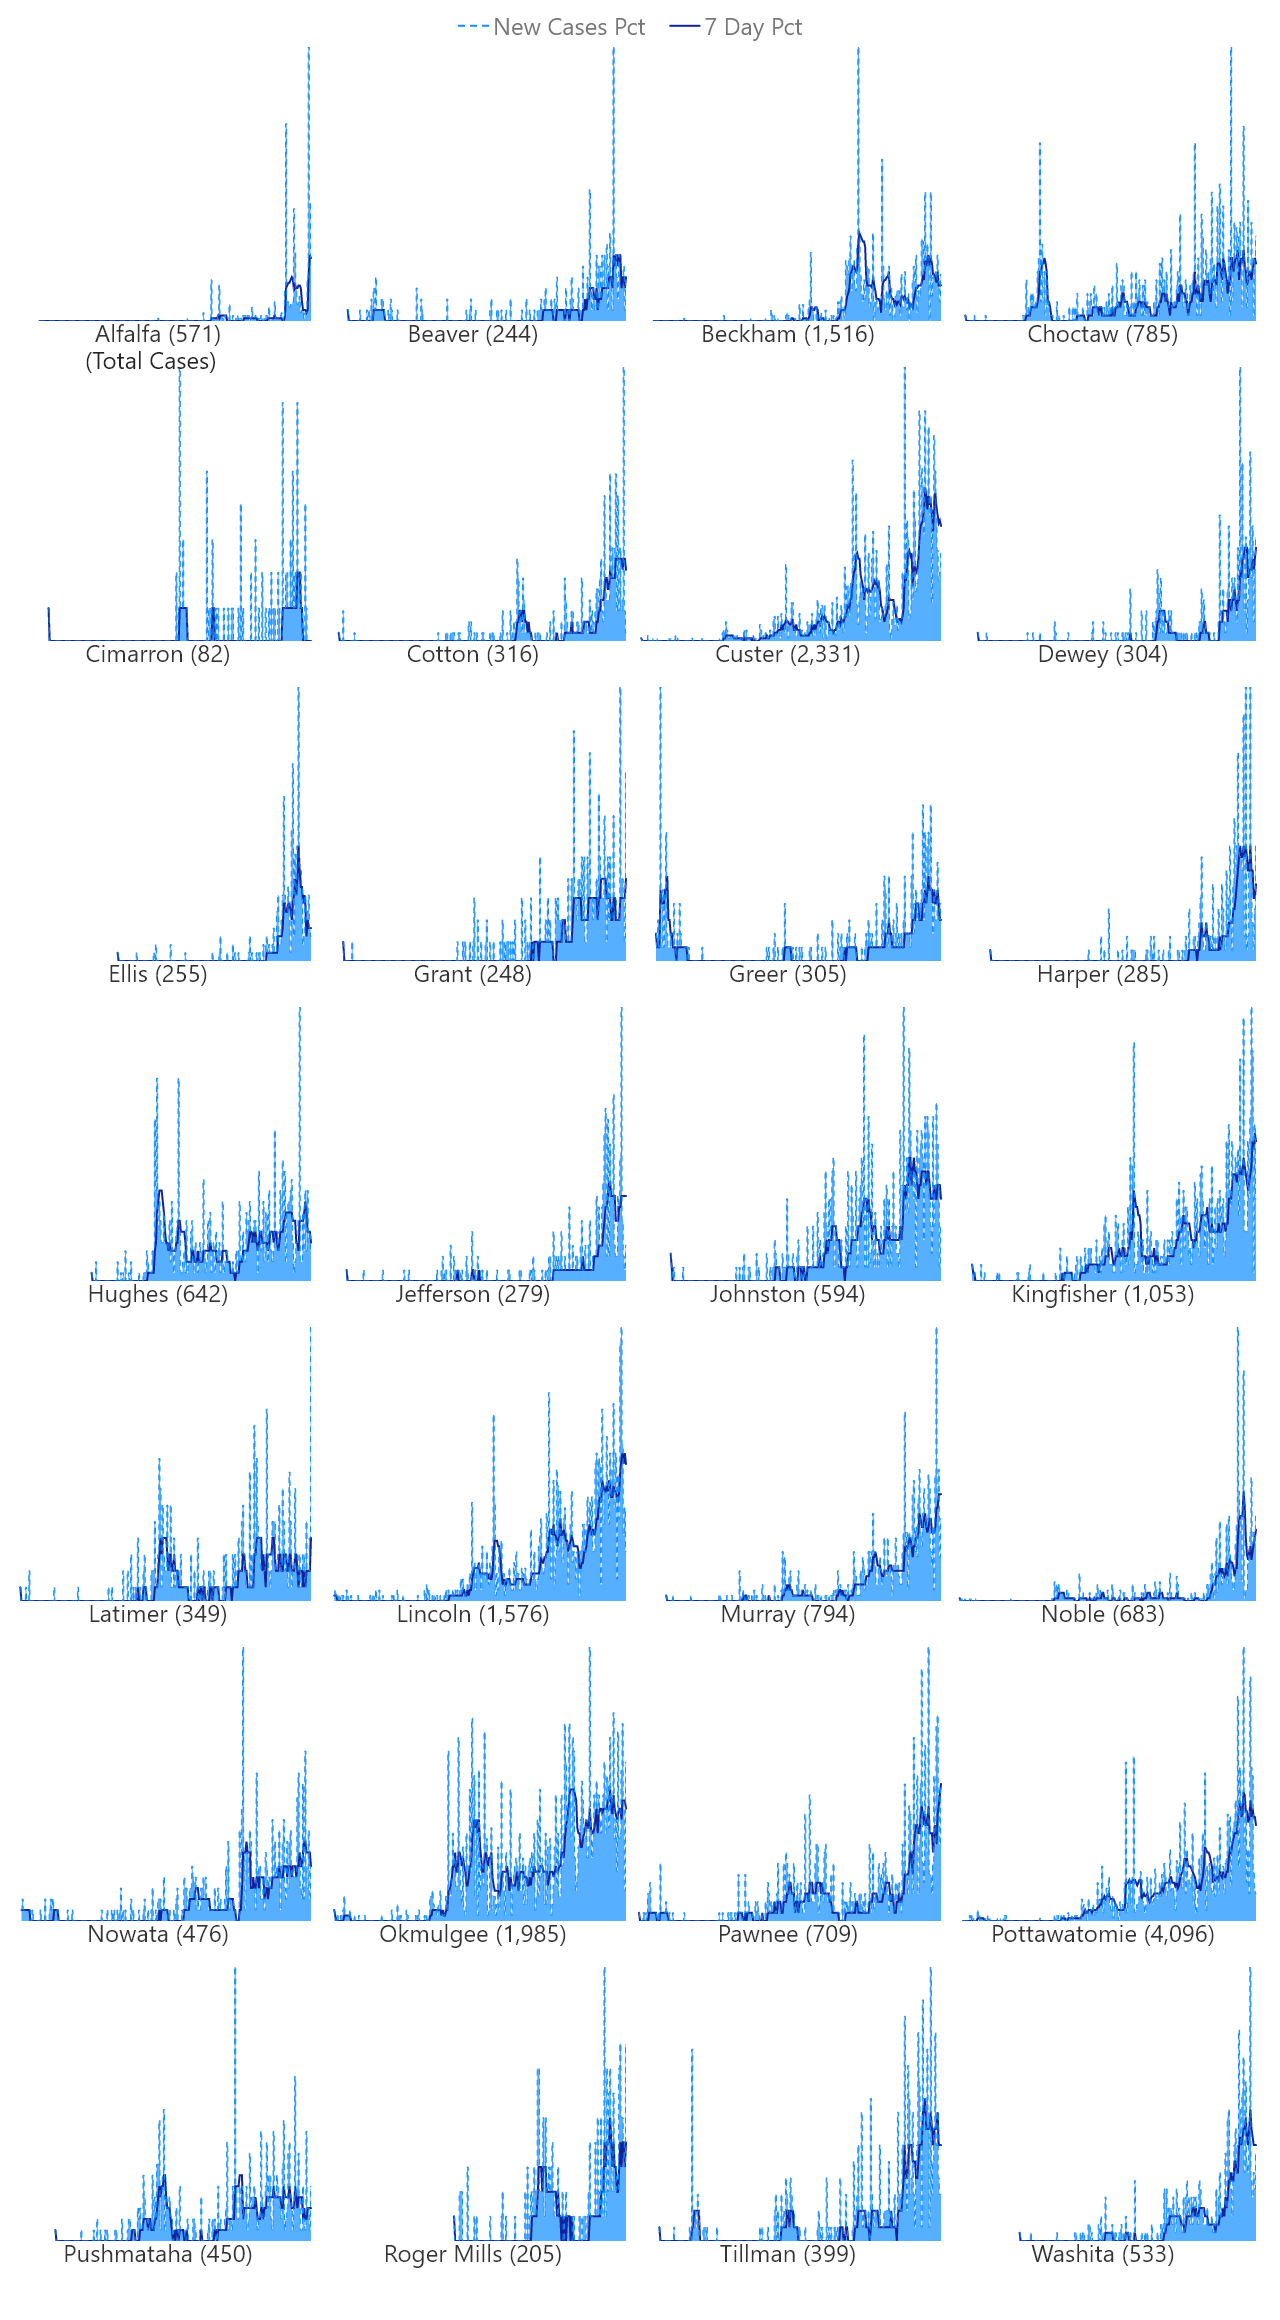 New Cases Pct 7 Day Pct
Alfalfa (571) Beaver (244) Beckham (1,516) Choctaw (785)
(Total Cases)
Cimarron (82) Cotton (316) Custer (2,331) Dewey (304)
Ellis (255) Grant (248) Greer (305) Harper (285)
Hughes (642) Jefferson (279) Johnston (594) Kingfisher (1,053)
Latimer (349) Lincoln (1,576) Murray (794) Noble (683)
Nowata (476) Okmulgee (1,985) Pawnee (709) Pottawatomie (4,096)
Pushmataha (450) Roger Mills (205) Tillman (399) Washita (533)